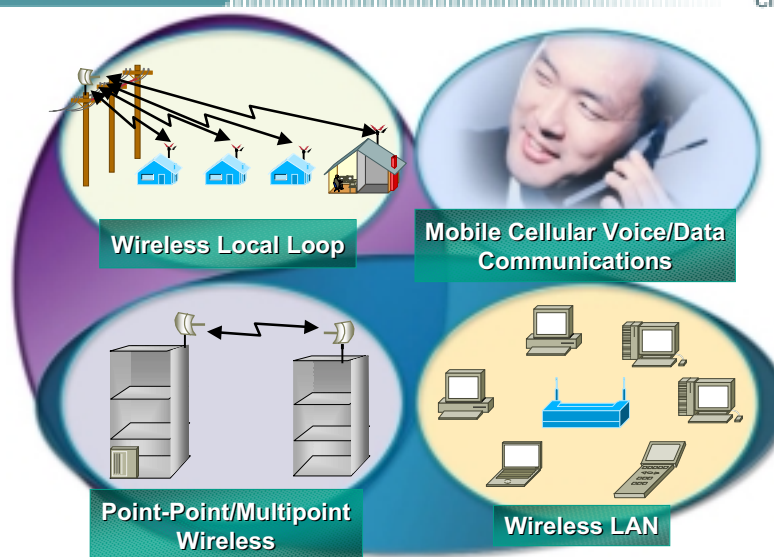 Wireless Local Loop
Mobile Cellular Voice/Data
Communications
Point-Point/Multipoint
Wireless
Wireless LAN